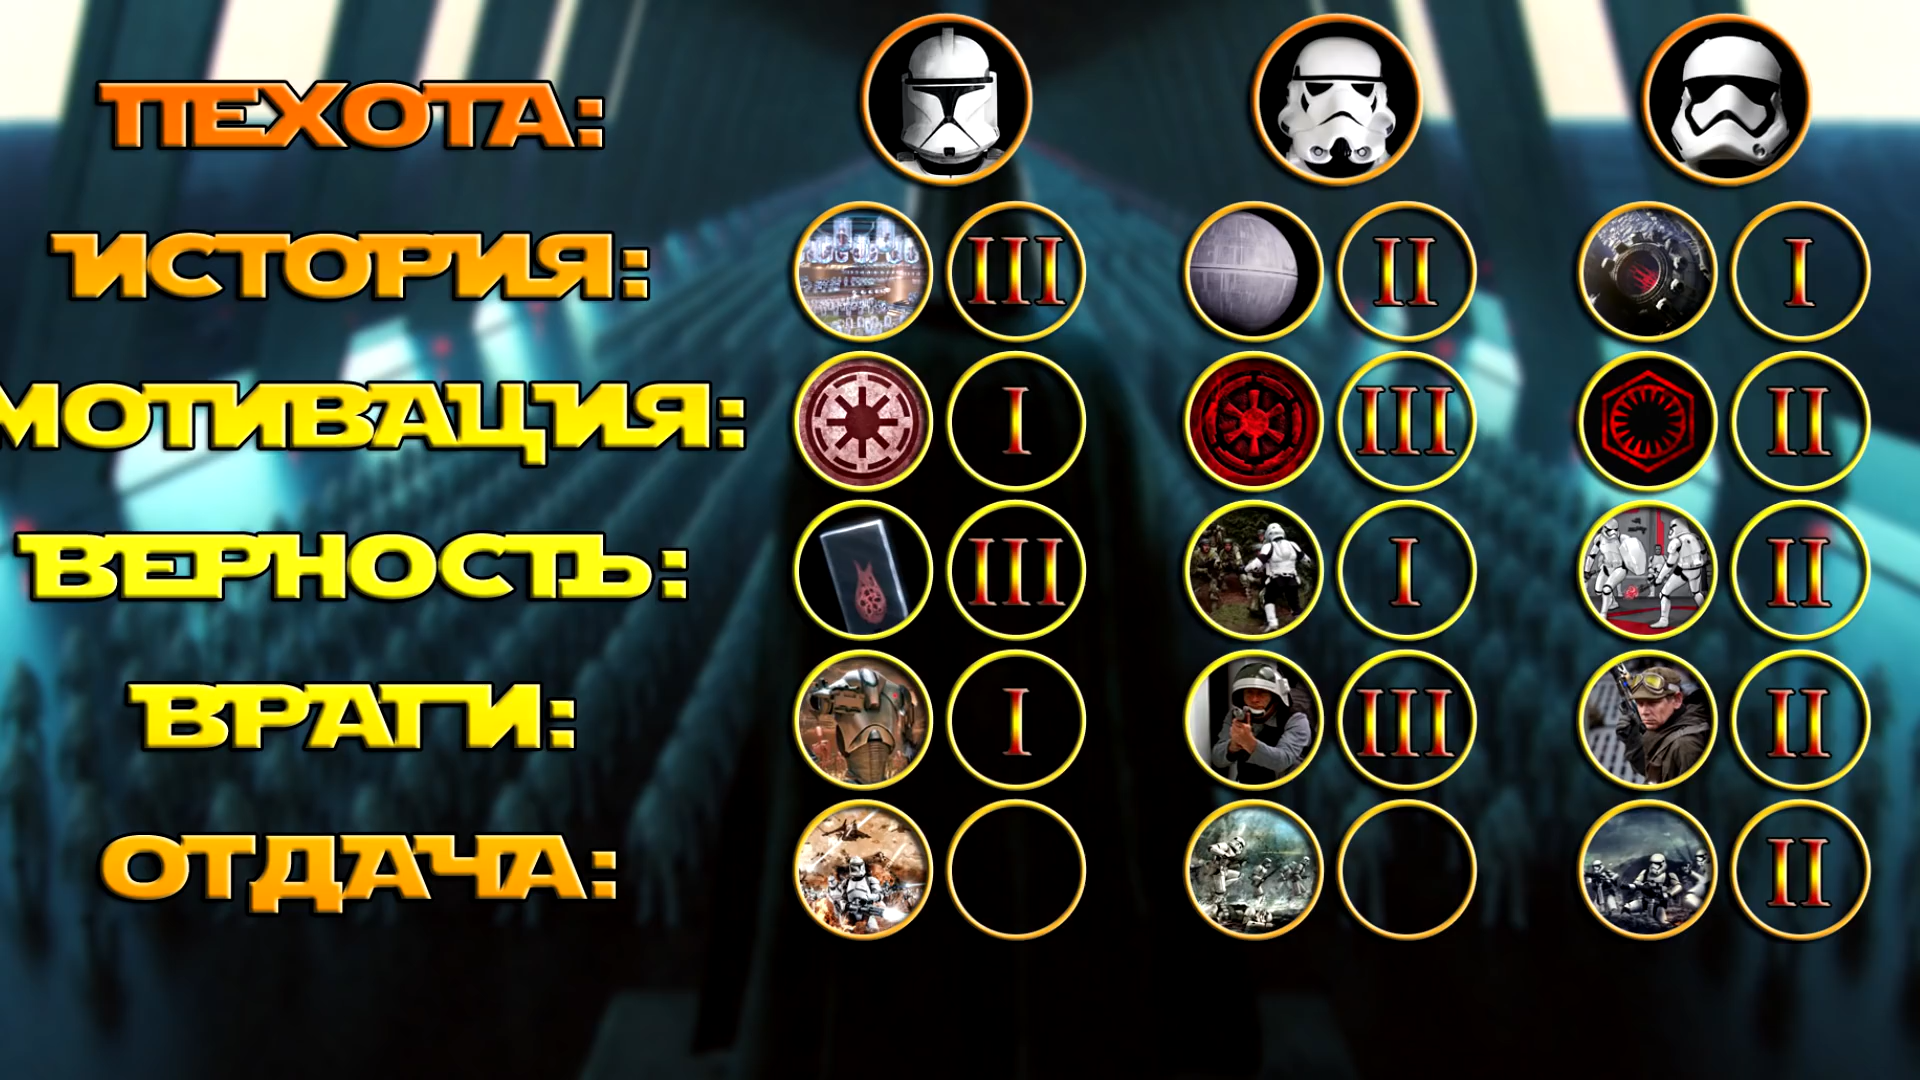 ПЕХОТА:
ИСТОРИЯ: III II I
МОТИВАЦИЯ: I III II
ВЕРНОСТЬ: III I II
ВРАГИ: I III II
ОТДАЧА: II